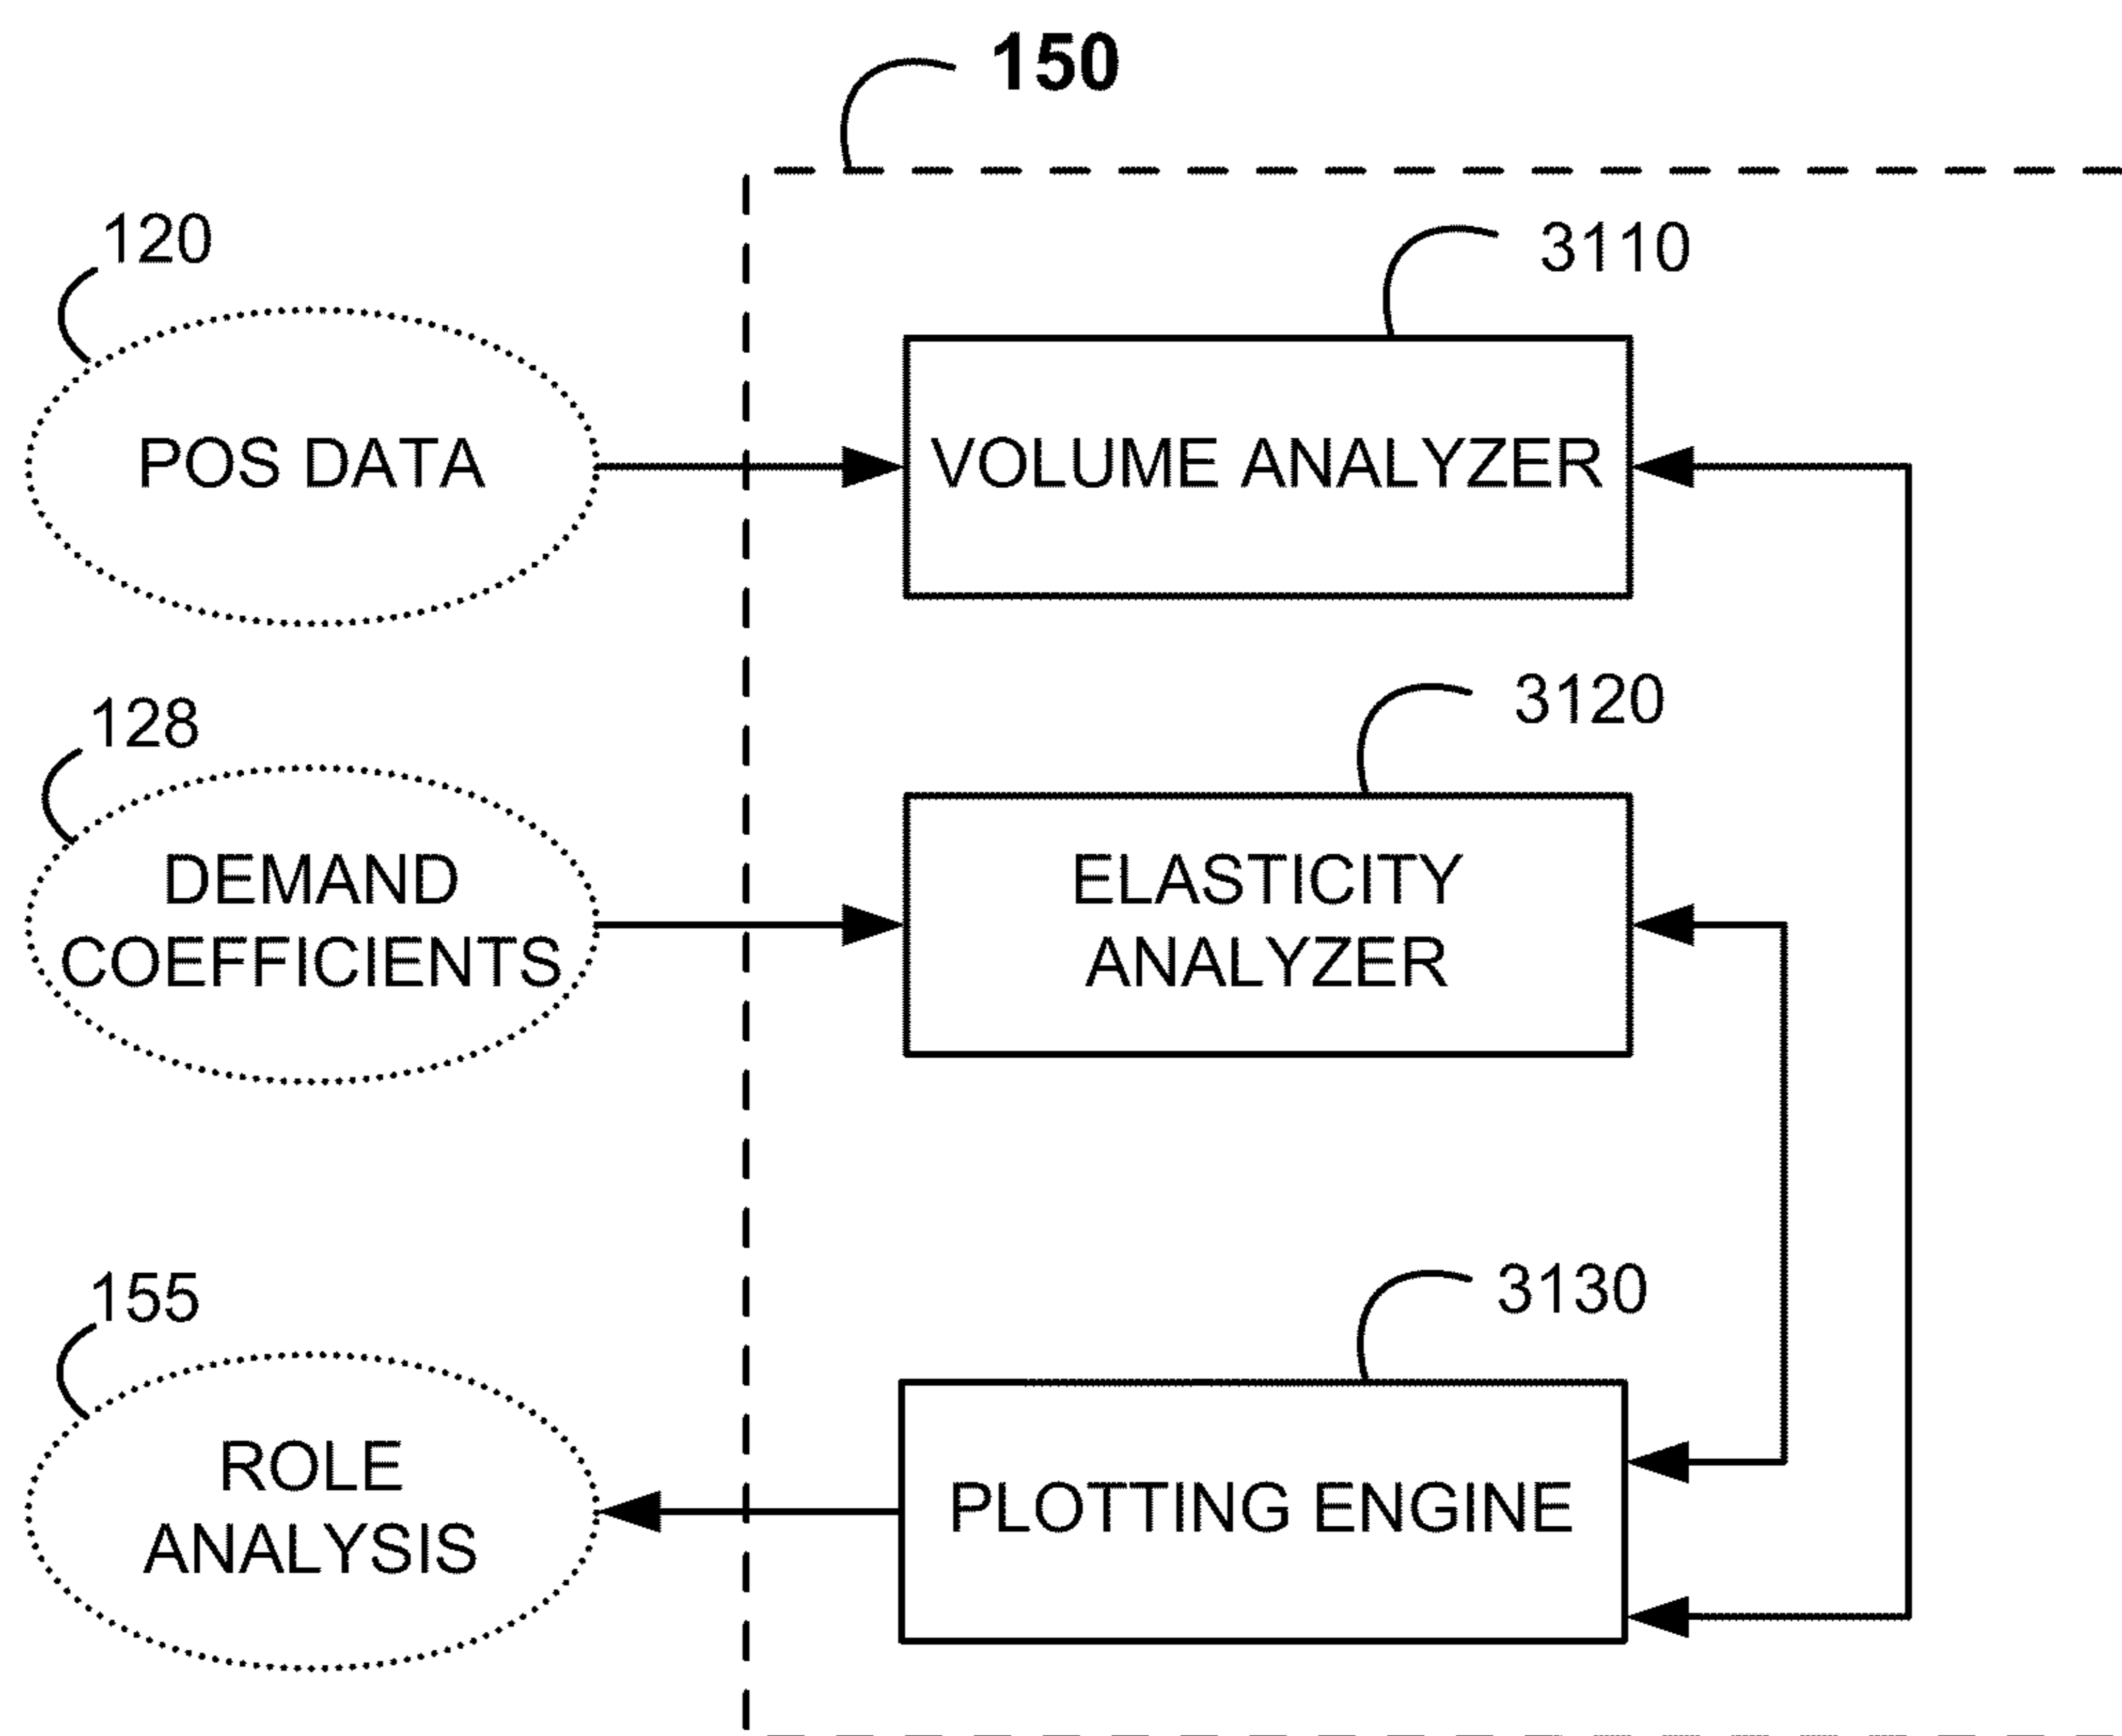 150
120
3110
POS DATA
VOLUME ANALYZER
128
3120
DEMAND
COEFFICIENTS
ELASTICITY
ANALYZER
155
3130
ROLE
ANALYSIS
PLOTTING ENGINE